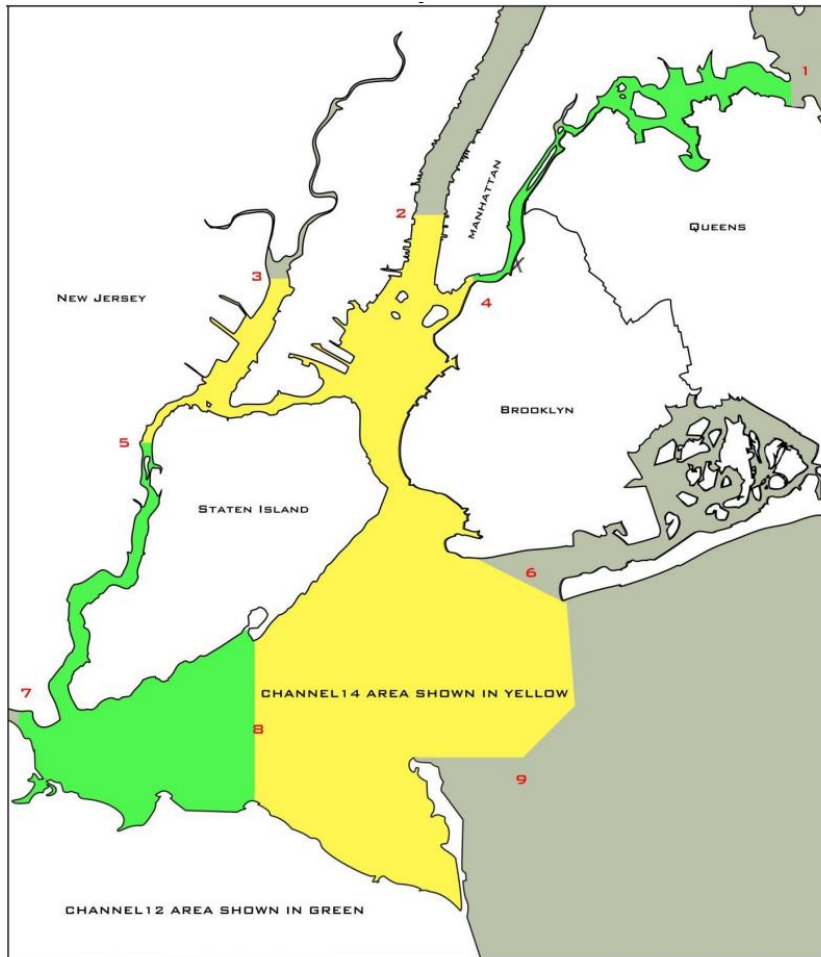 1
2
MANHATTAN
QUEENS
3
4
NEW JERSEY
BROOKLYN
5
STATEN ISLAND
6
7
CHANNEL14 AREA SHOWN IN YELLOW
8
9
CHANNEL12 AREA SHOWN IN GREEN